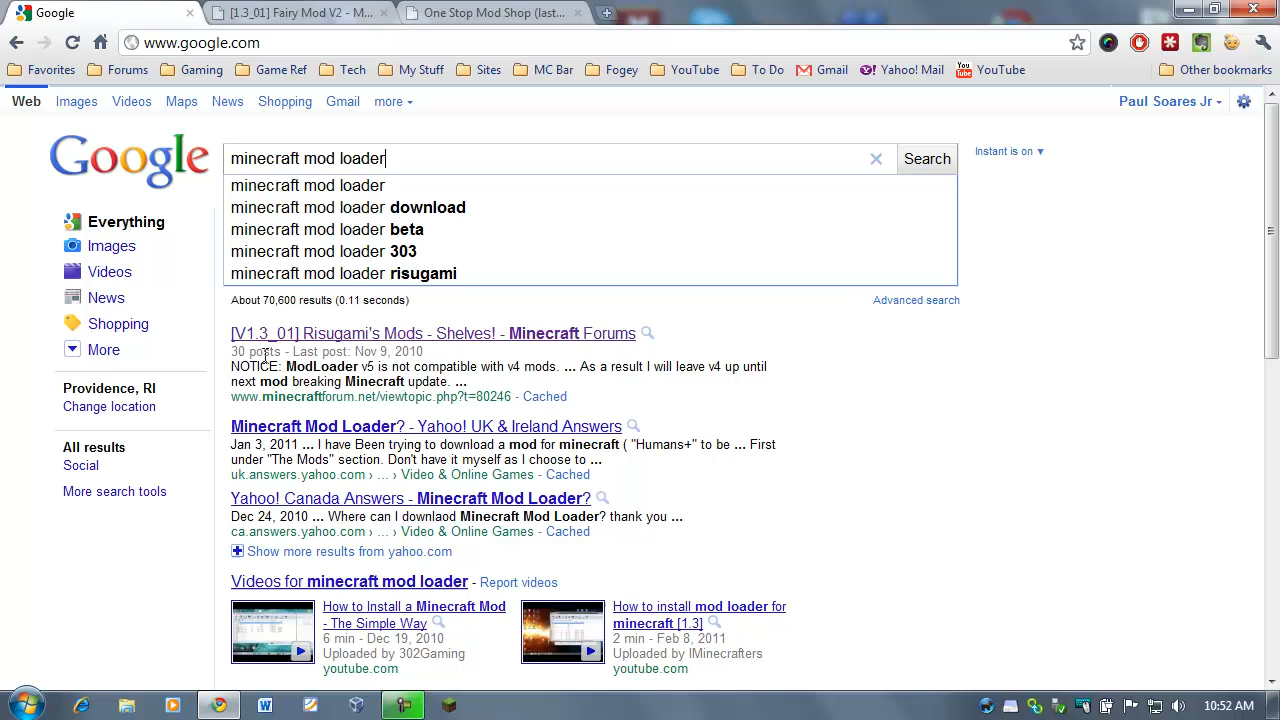 Google
[1.3_01] Fairy Mod V2 - M...
One Stop Mod Shop (last...
www.google.com
Favorites
Forums
Gaming
Game Ref
Tech
My Stuff
Sites
MC Bar
Fogey
YouTube
To Do
Gmail
Yahoo! Mail
You Tube
YouTube
Other bookmarks
Web
Images
Videos
Maps
News
Shopping
Gmail
more
Paul Soares Jr
Google
minecraft mod loader
Search
Instant is on
minecraft mod loader
minecraft mod loader download
minecraft mod loader beta
minecraft mod loader 303
minecraft mod loader risugami
Everything
Images
Videos
News
Shopping
More
Providence, RI
Change location
All results
Social
More search tools
About 70,600 results (0.11 seconds)
Advanced search
[V1.3_01] Risugami's Mods - Shelves! - Minecraft Forums
30 posts - Last post: Nov 9, 2010
NOTICE: ModLoader v5 is not compatible with v4 mods. ... As a result I will leave v4 up until
next mod breaking Minecraft update. ...
www.minecraftforum.net/viewtopic.php?t=80246 - Cached
Minecraft Mod Loader? - Yahoo! UK & Ireland Answers
Jan 3, 2011 ... I have Been trying to download a mod for minecraft ( "Humans+" to be ... First
under "The Mods" section. Don't have it myself as I choose to ...
uk.answers.yahoo.com › ... › Video & Online Games - Cached
Yahoo! Canada Answers - Minecraft Mod Loader?
Dec 24, 2010 ... Where can I downlaod Minecraft Mod Loader? thank you ...
ca.answers.yahoo.com › ... › Video & Online Games - Cached
Show more results from yahoo.com
Videos for minecraft mod loader - Report videos
How to Install a Minecraft Mod
- The Simple Way
6 min - Dec 19, 2010
Uploaded by 302Gaming
youtube.com
How to install mod loader for
minecraft [1.3]
2 min - Feb 8, 2011
Uploaded by IMinecrafters
youtube.com
10:52 AM